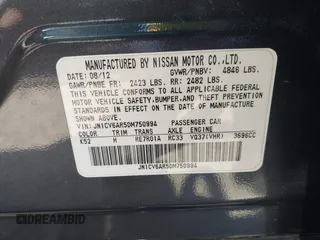 MANUFACTURED BY NISSAN MOTOR CO.,LTD.
DATE: 08/12 GVWR/PNBV: 4846 LBS.
GAWR/PNBE FR: 2423 LBS. RR: 2482 LBS.
THIS VEHICLE CONFORMS TO ALL APPLICABLE FEDERAL
MOTOR VEHICLE SAFETY,BUMPER,AND THEFT PREVENTION
STANDARDS IN EFFECT ON THE DATE OF MANUFACTURE
SHOWN ABOVE.
VIN:JN1CV6AR5DM750994 PASSENGER CAR
COLOR TRIM TRANS AXLE ENGINE
K52 M RE7R01A RC33 VQ37(VHR) 3696CC
JN1CV6AR5DM750994
© DREAMBID